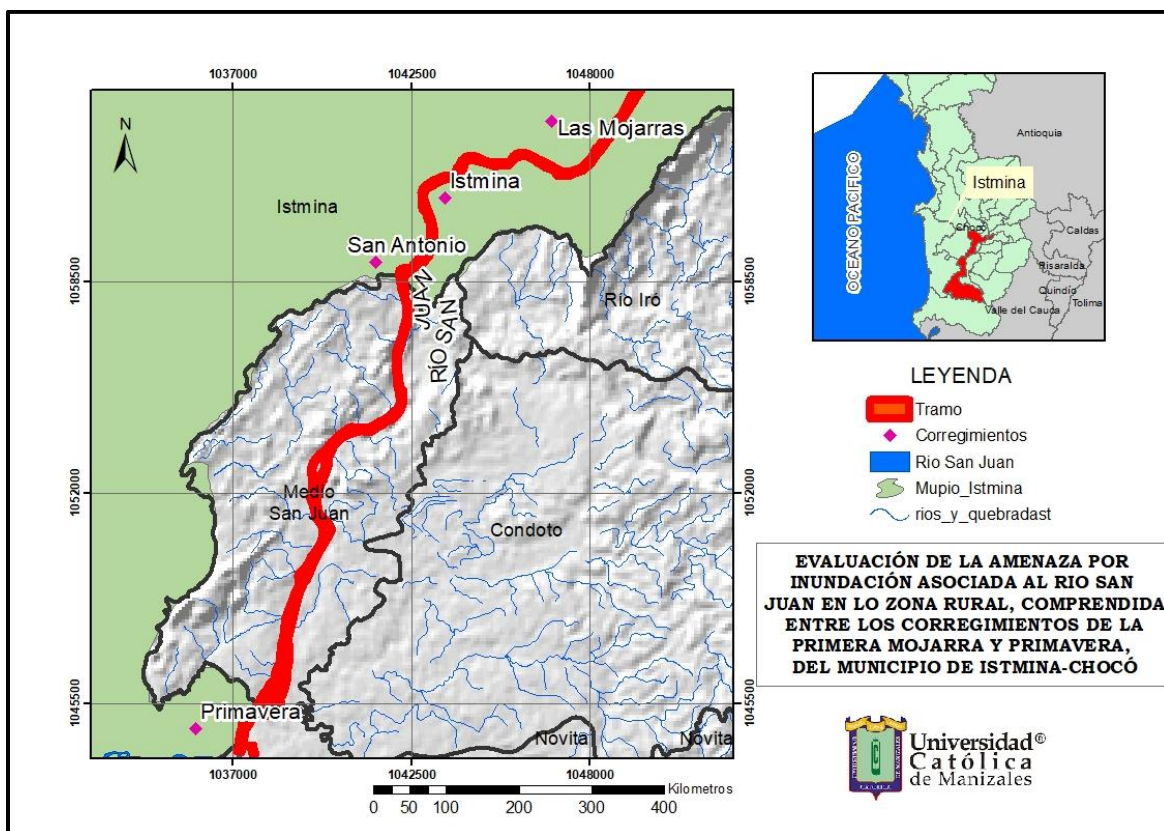 1037000 1042500 1048000
N
Las Mojarras
Istmina
Istmina
San Antonio
1058500 1058500
JUAN
RÍO SAN
Río Iró
1052000 1052000
Medio
San Juan
Condoto
1045500 1045500
Primavera
Novita Novita
1037000 1042500 1048000
Kilometros
0 50 100 200 300 400
OCEANO PACIFICO
Antioquia
Istmina
Chocó
Caldas
Risaralda
Quindío
Tolima
Valle del Cauca
LEYENDA
Tramo
Corregimientos
Rio San Juan
Mupio_Istmina
rios_y_quebradast
EVALUACIÓN DE LA AMENAZA POR
INUNDACIÓN ASOCIADA AL RIO SAN
JUAN EN LO ZONA RURAL, COMPRENDIDA
ENTRE LOS CORREGIMIENTOS DE LA
PRIMERA MOJARRA Y PRIMAVERA,
DEL MUNICIPIO DE ISTMINA-CHOCÓ
Universidad®
Católica
de Manizales